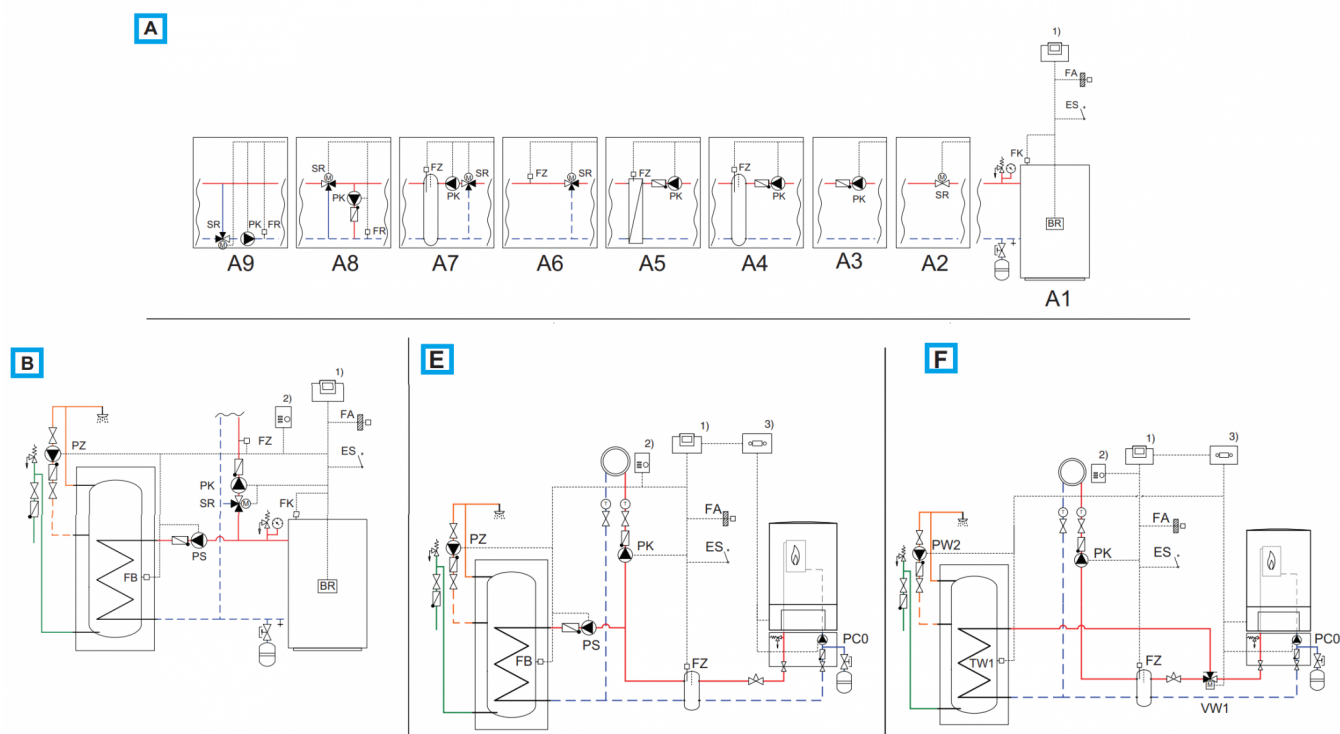 A
1)
FA
ES
FK
BR
A1
SR
PK
FR
M
A9
SR
M
PK
FR
A8
FZ
PK
SR
M
A7
FZ
SR
M
A6
FZ
PK
A5
FZ
PK
A4
PK
A3
M
SR
A2
B
1)
2)
FA
PZ
FZ
ES
PK
SR
M
FK
PS
FB
BR
E
1)
2)
3)
T
T
FA
PZ
PK
ES
PS
PC0
FB
FZ
F
1)
2)
3)
T
T
FA
PW2
PK
ES
PC0
TW1
FZ
M
VW1